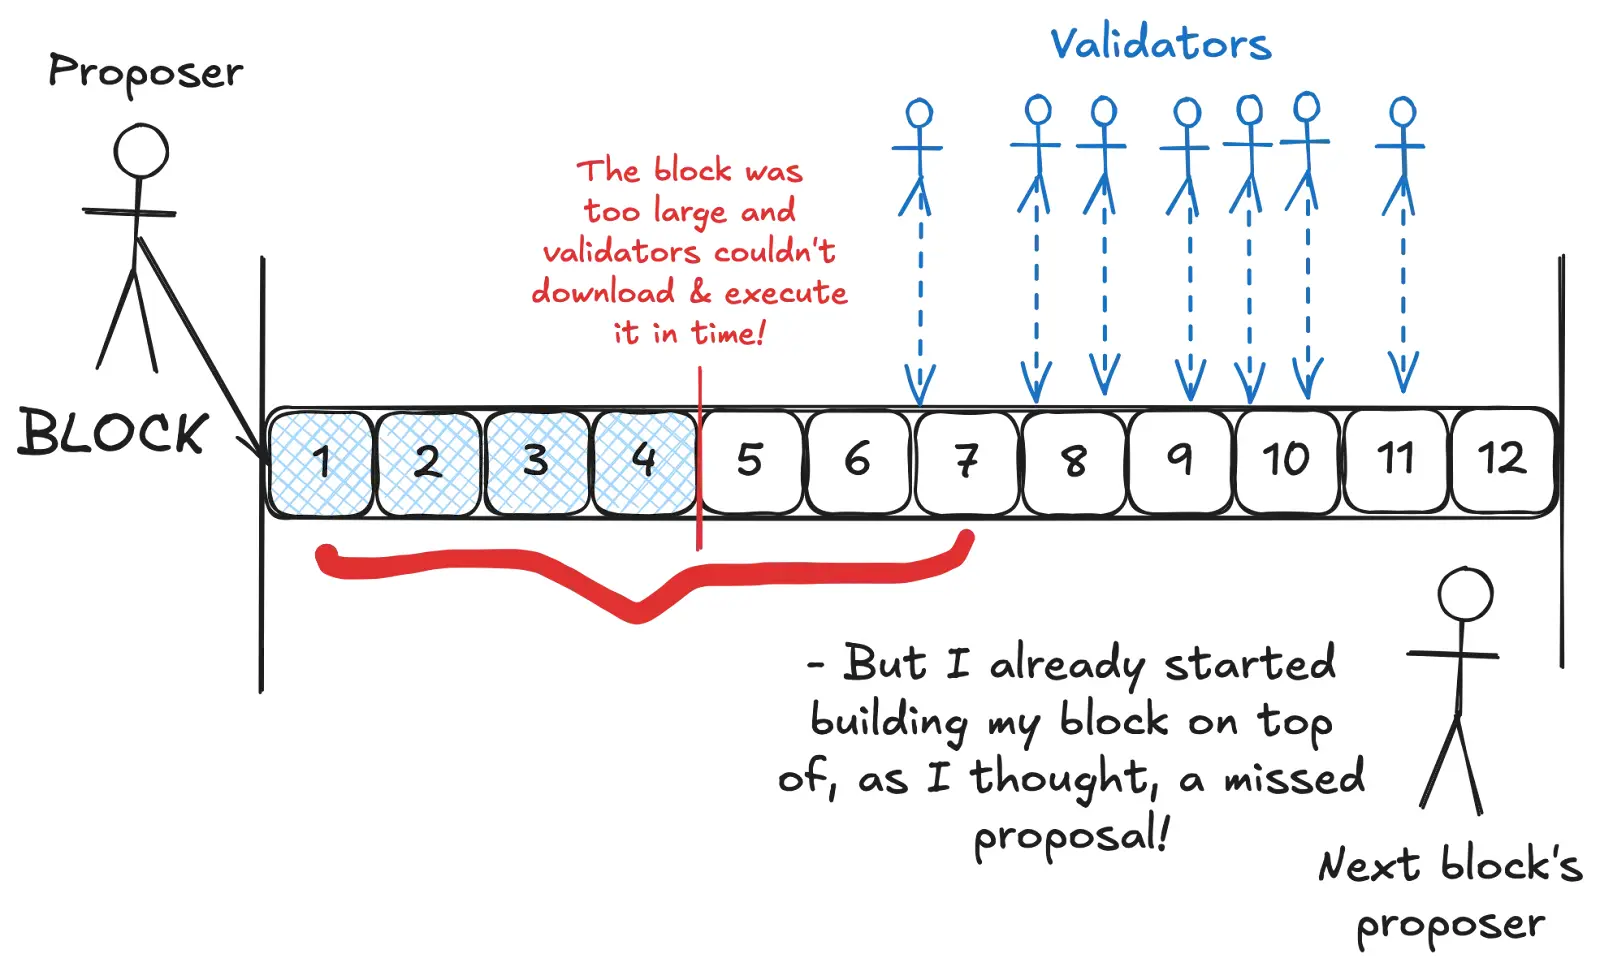 Proposer
Validators
The block was
too large and
validators couldn't
download & execute
it in time!
BLOCK
1 2 3 4 5 6 7 8 9 10 11 12
- But I already started
building my block on top
of, as I thought, a missed
proposal!
Next block's
proposer